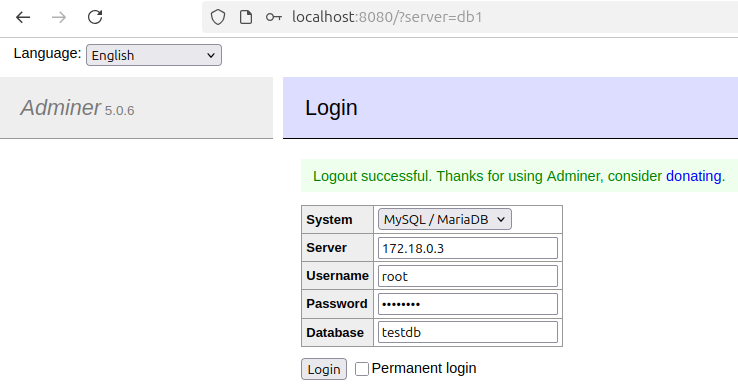 localhost:8080/?server=db1
Language: English
Adminer 5.0.6
Login
Logout successful. Thanks for using Adminer, consider donating.
System MySQL / MariaDB
Server 172.18.0.3
Username root
Password ••••••••
Database testdb
Login Permanent login